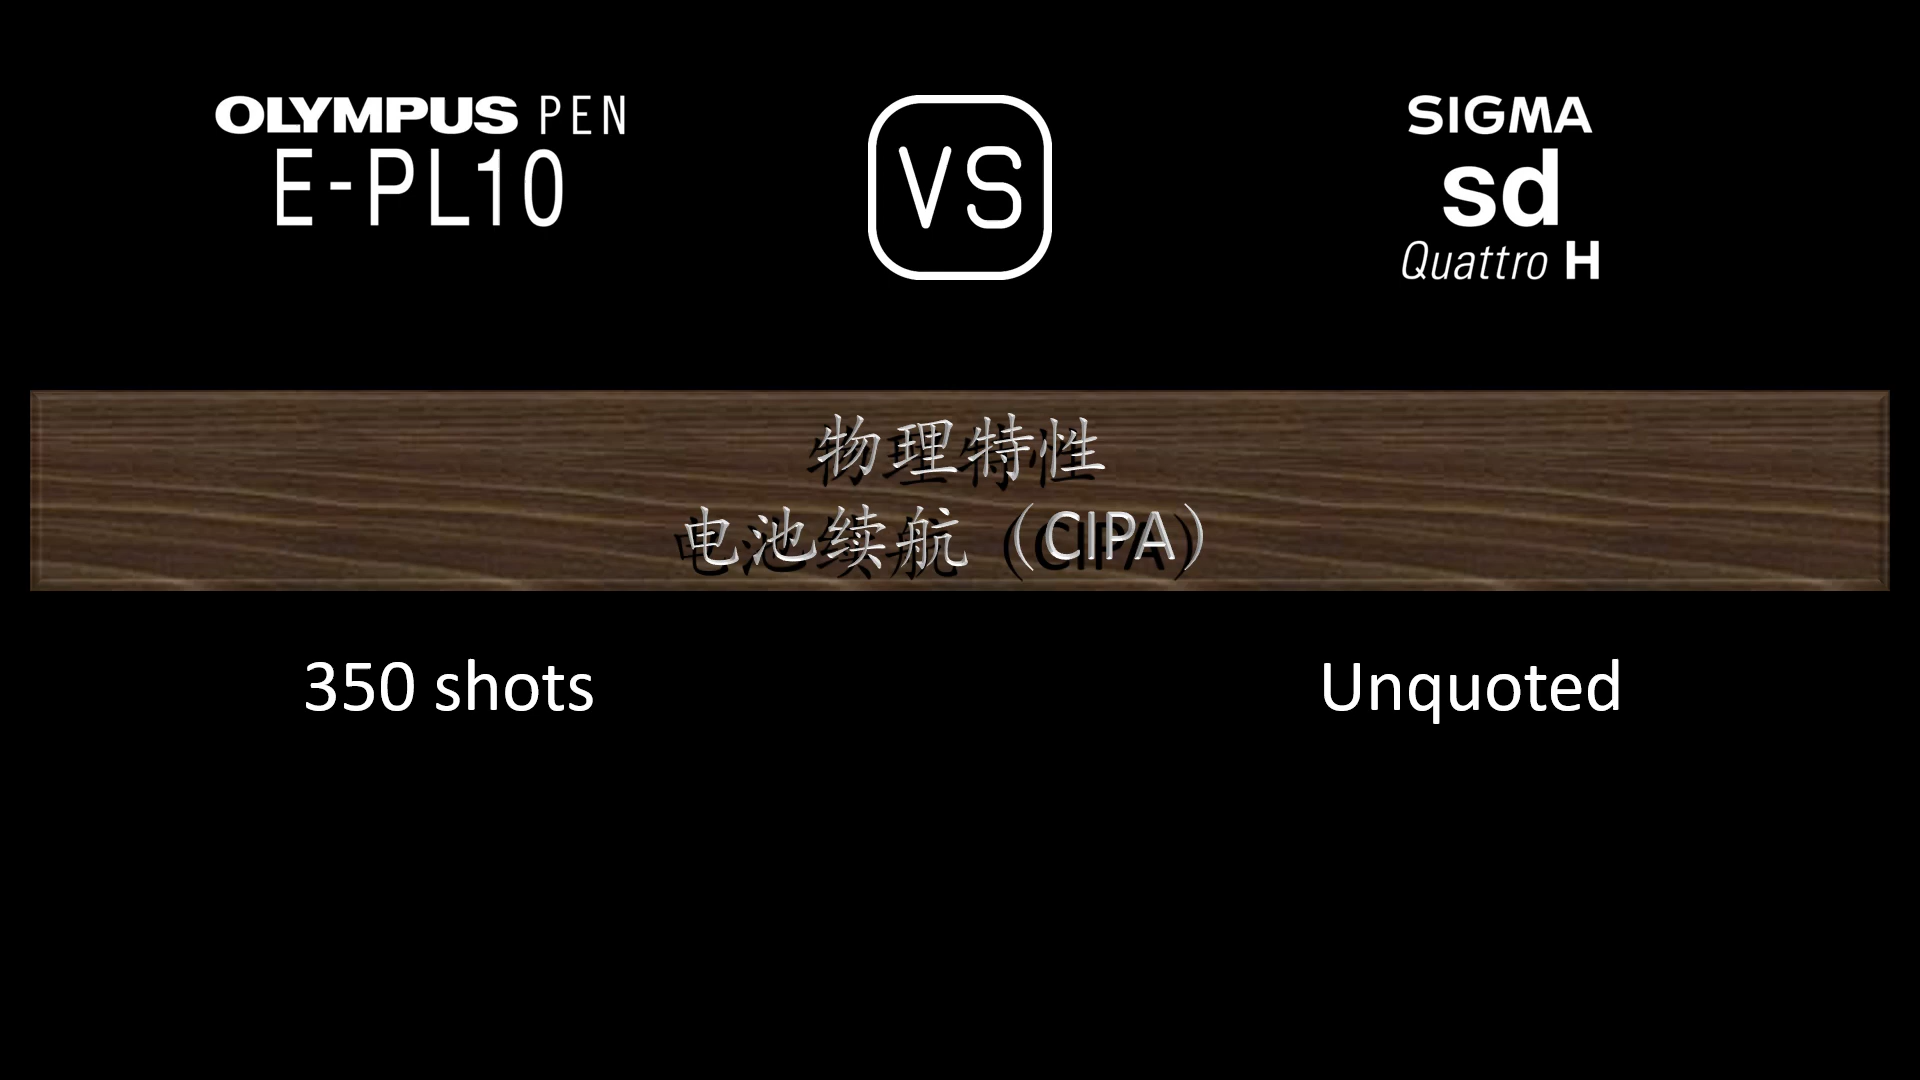 OLYMPUS PEN
E-PL10
VS
SIGMA
sd
Quattro H
物理特性
电池续航（CIPA）
350 shots
Unquoted